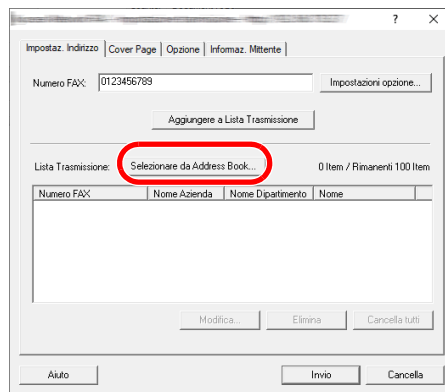 ? X
Impostaz. Indirizzo Cover Page Opzione Informaz. Mittente
Numero FAX: 0123456789 Impostazioni opzione...
Aggiungere a Lista Trasmissione
Lista Trasmissione: Selezionare da Address Book... 0 Item / Rimanenti 100 Item
Numero FAX Nome Azienda Nome Dipartimento Nome
Modifica... Elimina Cancella tutti
Aiuto Invio Cancella